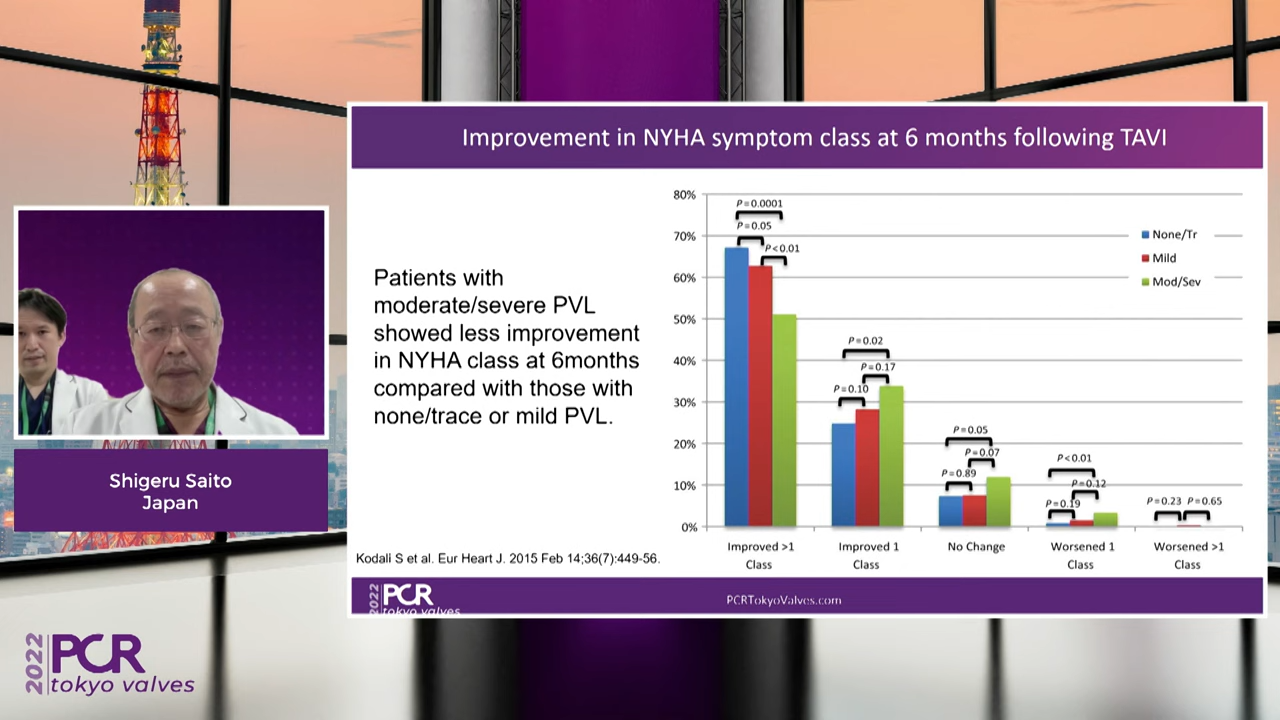 Improvement in NYHA symptom class at 6 months following TAVI
Patients with
moderate/severe PVL
showed less improvement
in NYHA class at 6months
compared with those with
none/trace or mild PVL.
Kodali S et al. Eur Heart J. 2015 Feb 14;36(7):449-56.
80%
70%
60%
50%
40%
30%
20%
10%
0%
P=0.0001
P=0.05
P<0.01
P=0.02
P=0.17
P=0.10
P=0.05
P=0.07
P=0.89
P<0.01
P=0.12
P=0.19
P=0.23
P=0.65
None/Tr
Mild
Mod/Sev
Improved >1
Class
Improved 1
Class
No Change
Worsened 1
Class
Worsened >1
Class
2022
PCR
tokyo valves
PCRTokyoValves.com
Shigeru Saito
Japan
2022
PCR
tokyo valves